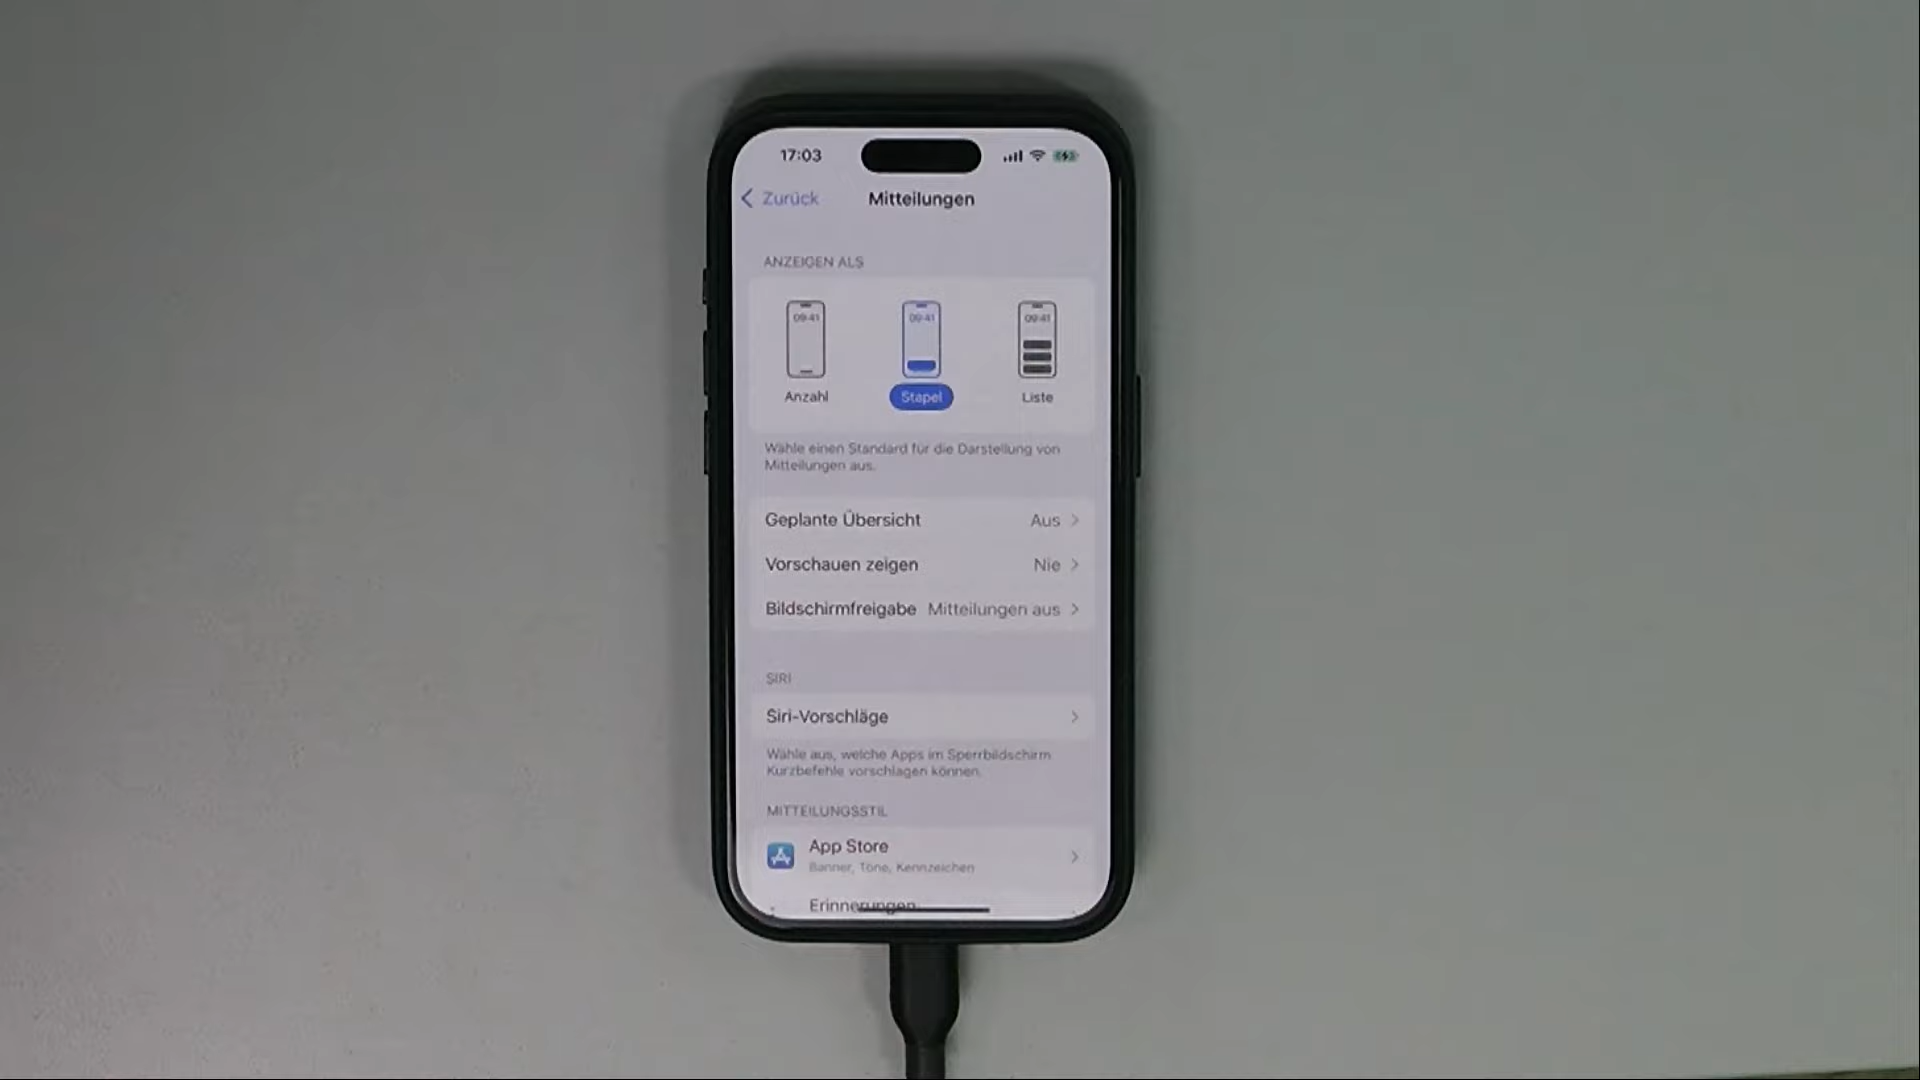 17:03
Zurück
Mitteilungen
ANZEIGEN ALS
09:41
09:41
09:41
Anzahl
Stapel
Liste
Wähle einen Standard für die Darstellung von
Mitteilungen aus.
Geplante Übersicht
Aus
Vorschauen zeigen
Nie
Bildschirmfreigabe
Mitteilungen aus
SIRI
Siri-Vorschläge
Wähle aus, welche Apps im Sperrbildschirm
Kurzbefehle vorschlagen können.
MITTEILUNGSSTIL
App Store
Banner, Töne, Kennzeichen
Erinnerungen